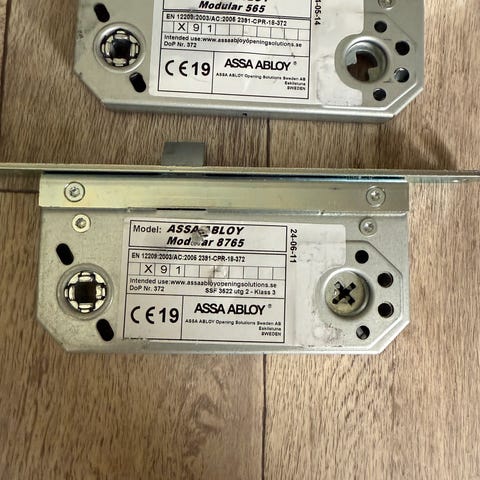 Modular 565
EN 12209:2003/AC:2005 2391-CPR-18-372
X 9 1
Intended use:www.assaabloyopeningsolutions.se
DoP Nr. 372
CE 19
ASSA ABLOY ®
ASSA ABLOY Opening Solutions Sweden AB
Eskilstuna
SWEDEN
-05-14
Model: ASSA ABLOY
Modular 8765
EN 12209:2003/AC:2005 2391-CPR-18-372
X 9 1
Intended use:www.assaabloyopeningsolutions.se
DoP Nr. 372 SSF 3522 utg 2 - Klass 3
CE 19
ASSA ABLOY ®
ASSA ABLOY Opening Solutions Sweden AB
Eskilstuna
SWEDEN
24-06-11